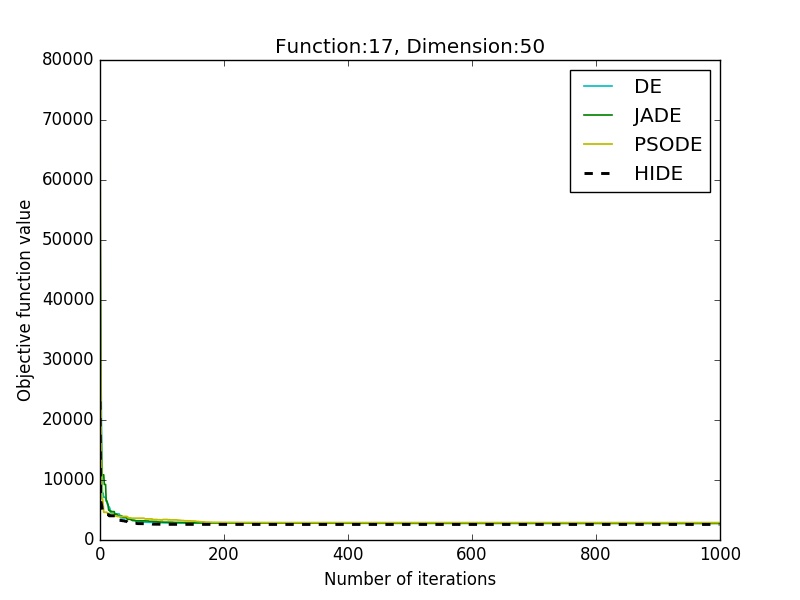 Function:17, Dimension:50
80000
70000
60000
50000
40000
30000
20000
10000
0
Objective function value
DE
JADE
PSODE
HIDE
0 200 400 600 800 1000
Number of iterations